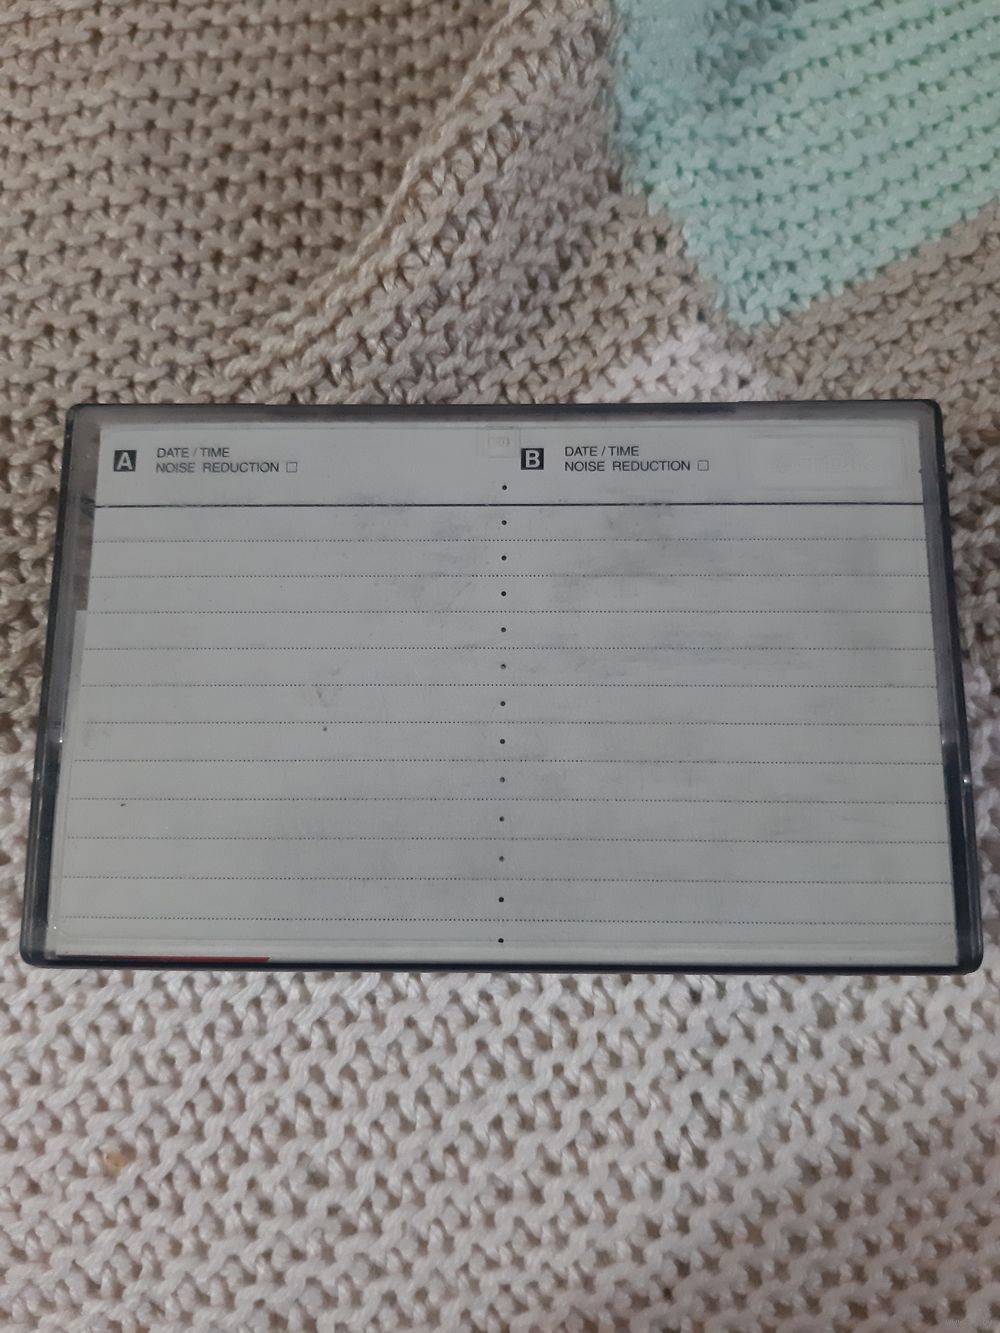 A DATE / TIME
NOISE REDUCTION
B DATE / TIME
NOISE REDUCTION